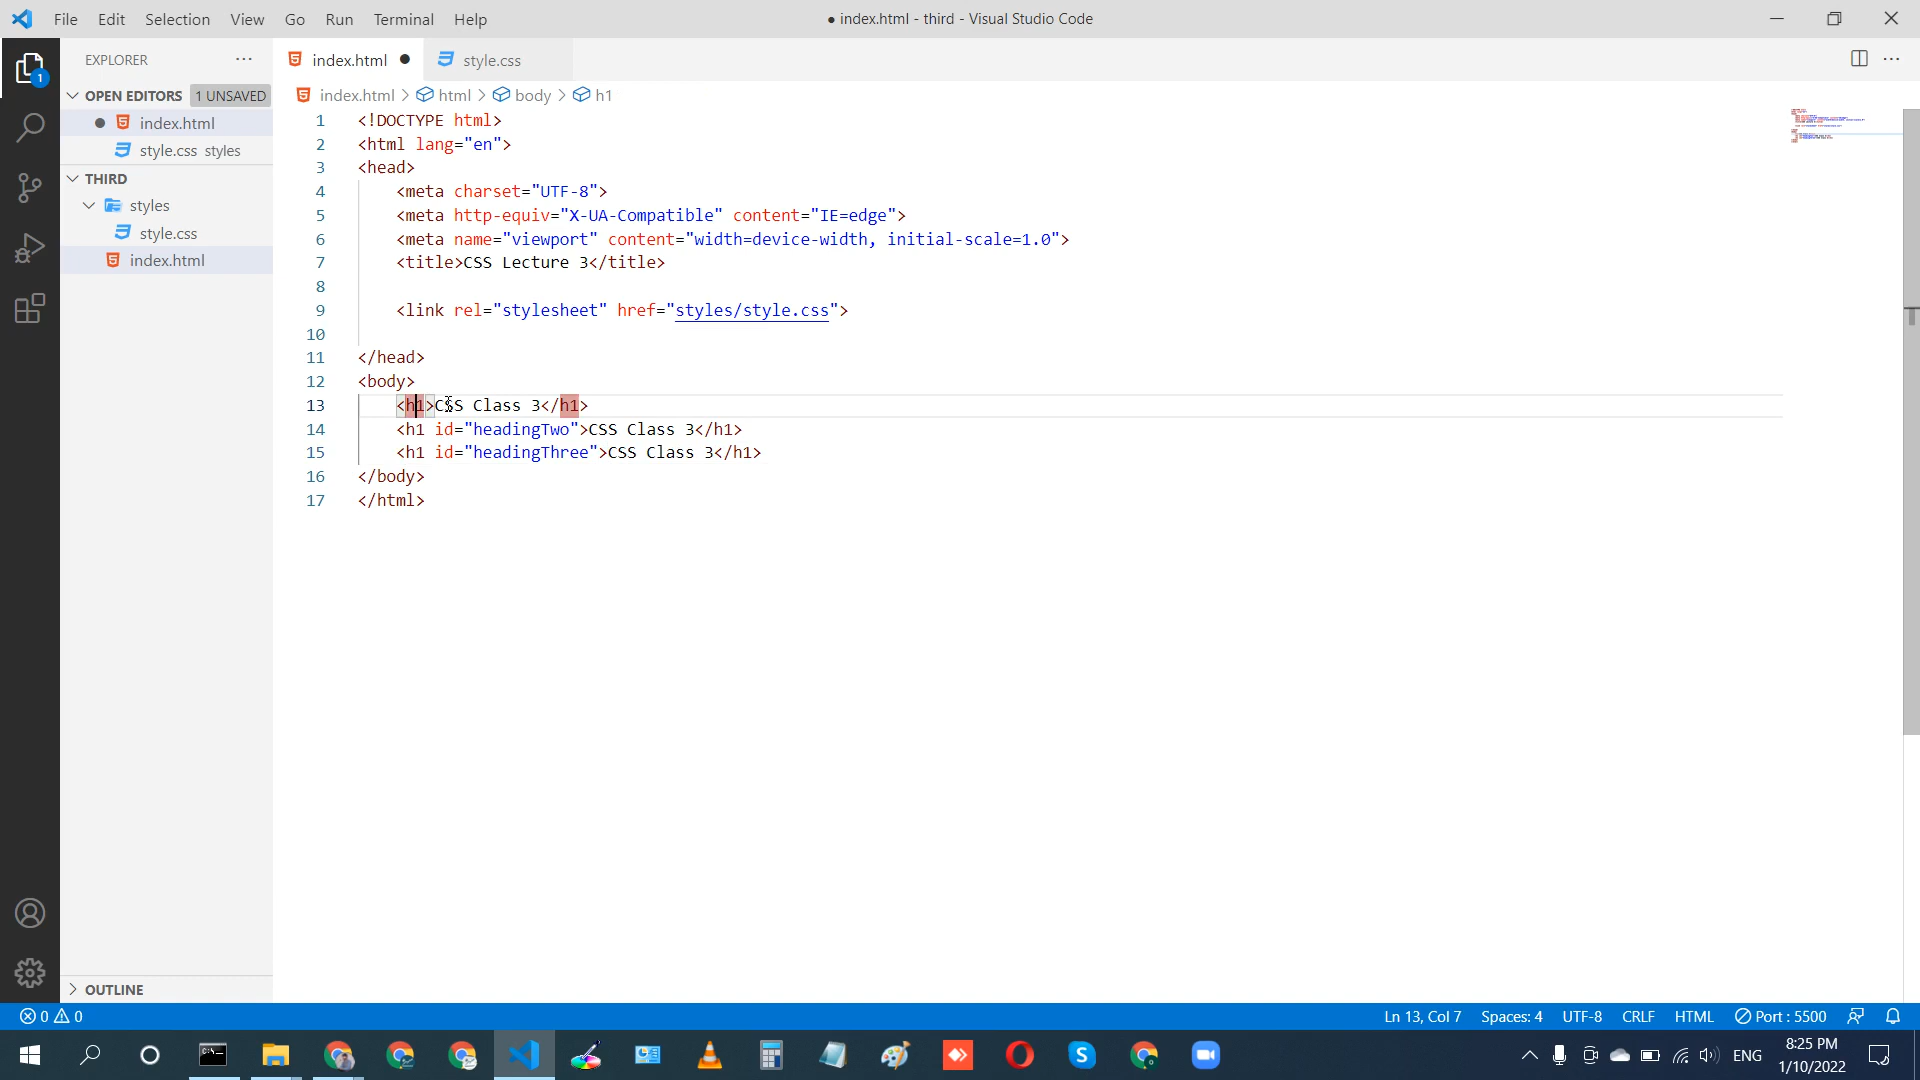 File Edit Selection View Go Run Terminal Help
● index.html - third - Visual Studio Code
EXPLORER
index.html
style.css
OPEN EDITORS 1 UNSAVED
index.html > html > body > h1
index.html
style.css styles
THIRD
styles
style.css
index.html
1 <!DOCTYPE html>
2 <html lang="en">
3 <head>
4 <meta charset="UTF-8">
5 <meta http-equiv="X-UA-Compatible" content="IE=edge">
6 <meta name="viewport" content="width=device-width, initial-scale=1.0">
7 <title>CSS Lecture 3</title>
8
9 <link rel="stylesheet" href="styles/style.css">
10
11 </head>
12 <body>
13 <h1>CSS Class 3</h1>
14 <h1 id="headingTwo">CSS Class 3</h1>
15 <h1 id="headingThree">CSS Class 3</h1>
16 </body>
17 </html>
1
OUTLINE
0 0
Ln 13, Col 7 Spaces: 4 UTF-8 CRLF HTML Port : 5500
ENG
8:25 PM
1/10/2022